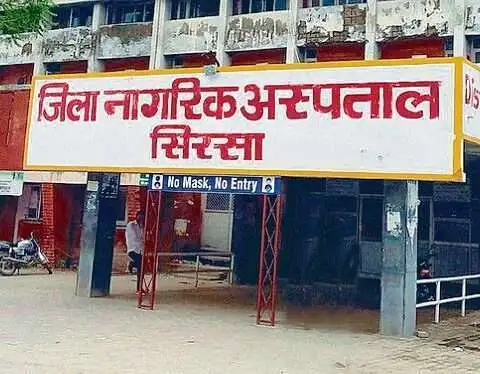 जिला नागरिक अस्पताल
सिरसा
No Mask, No Entry